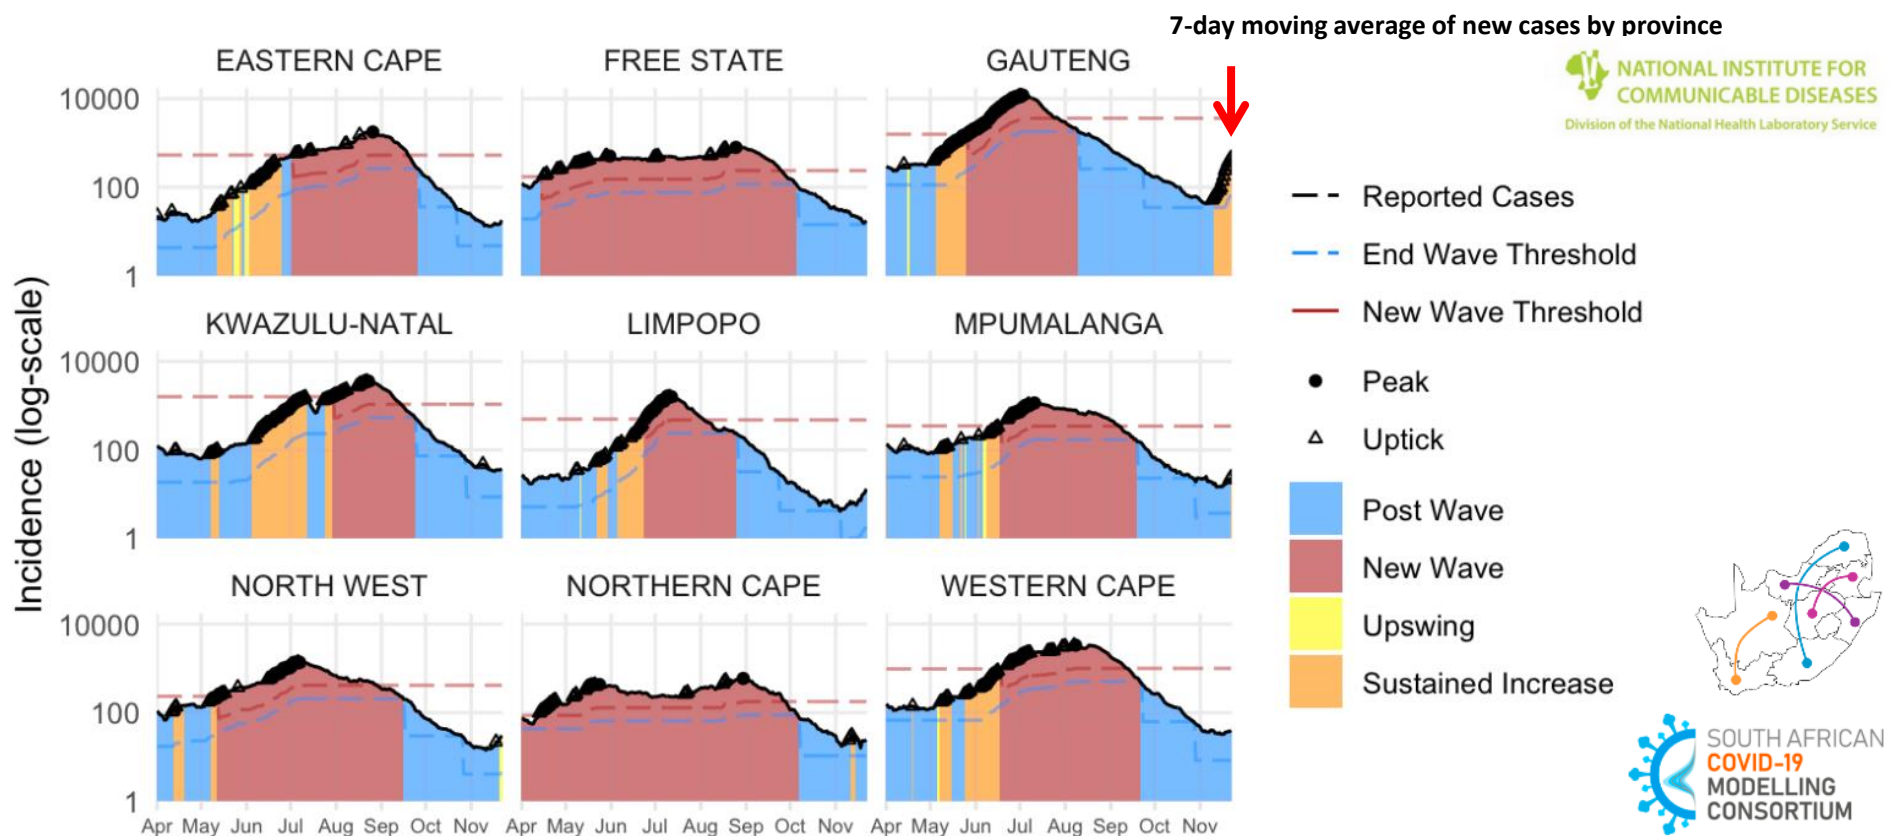 7-day moving average of new cases by province
EASTERN CAPE
FREE STATE
GAUTENG
NATIONAL INSTITUTE FOR
COMMUNICABLE DISEASES
Division of the National Health Laboratory Service
10000
100
1
KWAZULU-NATAL
LIMPOPO
MPUMALANGA
10000
100
1
NORTH WEST
NORTHERN CAPE
WESTERN CAPE
10000
100
1
Apr May Jun Jul Aug Sep Oct Nov
Apr May Jun Jul Aug Sep Oct Nov
Apr May Jun Jul Aug Sep Oct Nov
Incidence (log-scale)
Reported Cases
End Wave Threshold
New Wave Threshold
Peak
Uptick
Post Wave
New Wave
Upswing
Sustained Increase
SOUTH AFRICAN
COVID-19
MODELLING
CONSORTIUM